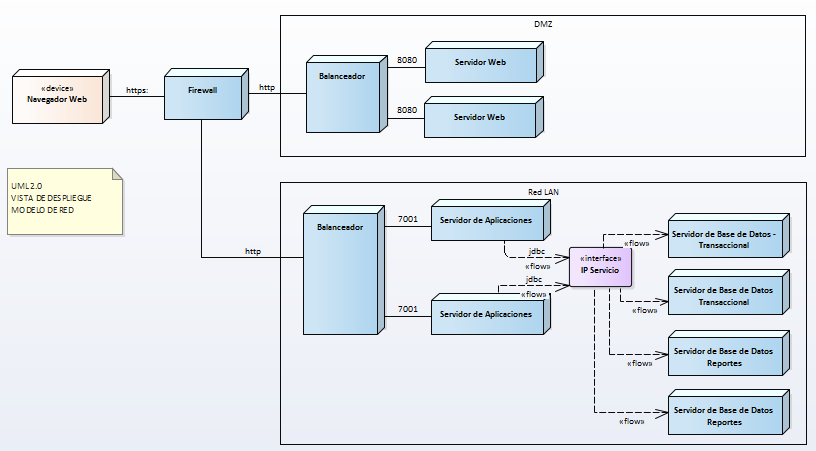 DMZ
8080
Servidor Web
Balanceador
«device»
Navegador Web
https:
Firewall
http
8080
Servidor Web
UML 2.0
VISTA DE DESPLIEGUE
MODELO DE RED
Red LAN
Balanceador
7001
Servidor de Aplicaciones
Servidor de Base de Datos -
Transaccional
«flow»
jdbc
«flow»
«interface»
IP Servicio
http
jdbc
«flow»
Servidor de Base de Datos
Transaccional
«flow»
7001
Servidor de Aplicaciones
Servidor de Base de Datos
Reportes
«flow»
Servidor de Base de Datos
Reportes
«flow»